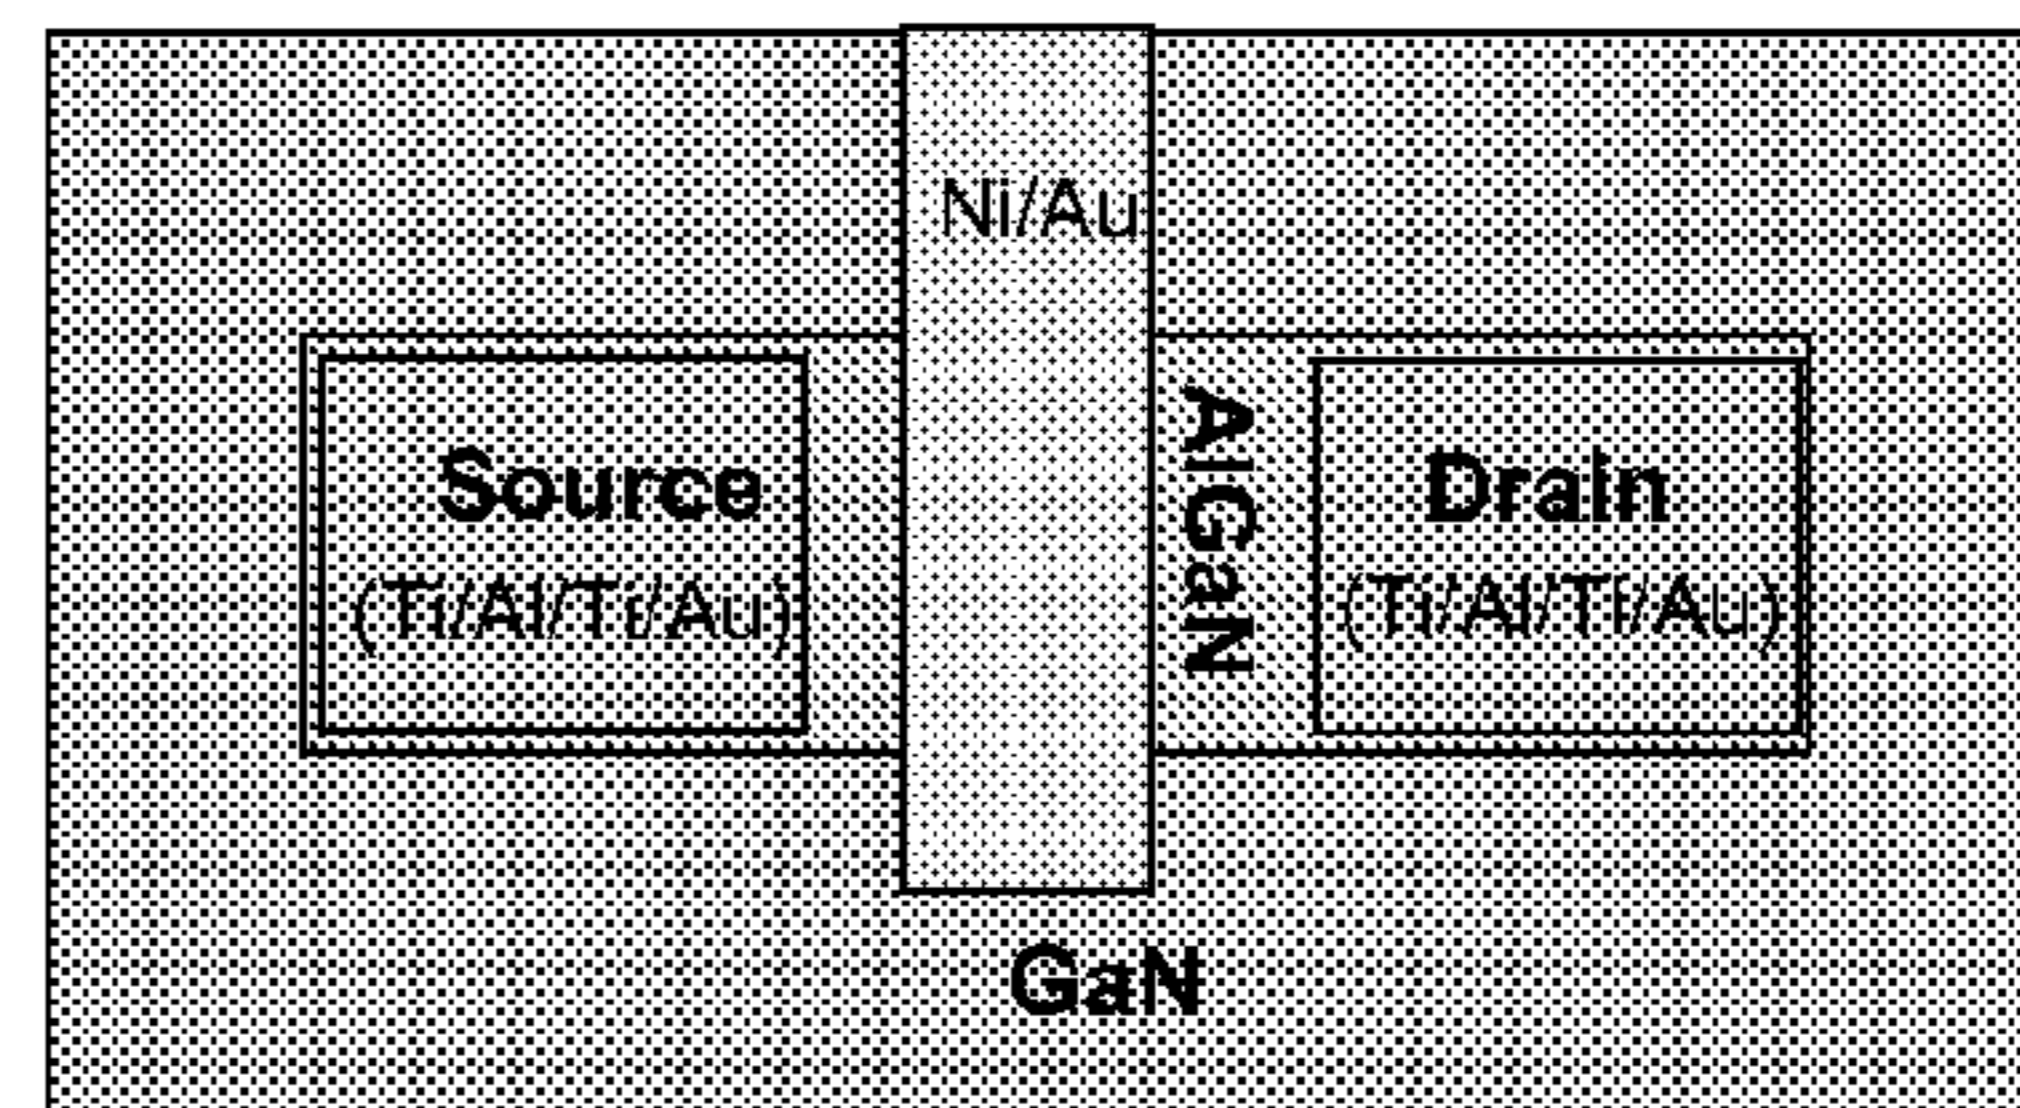 Ni/Au
Source
(Ti/Al/Ti/Au)
AlGaN
Drain
(Ti/Al/Ti/Au)
GaN